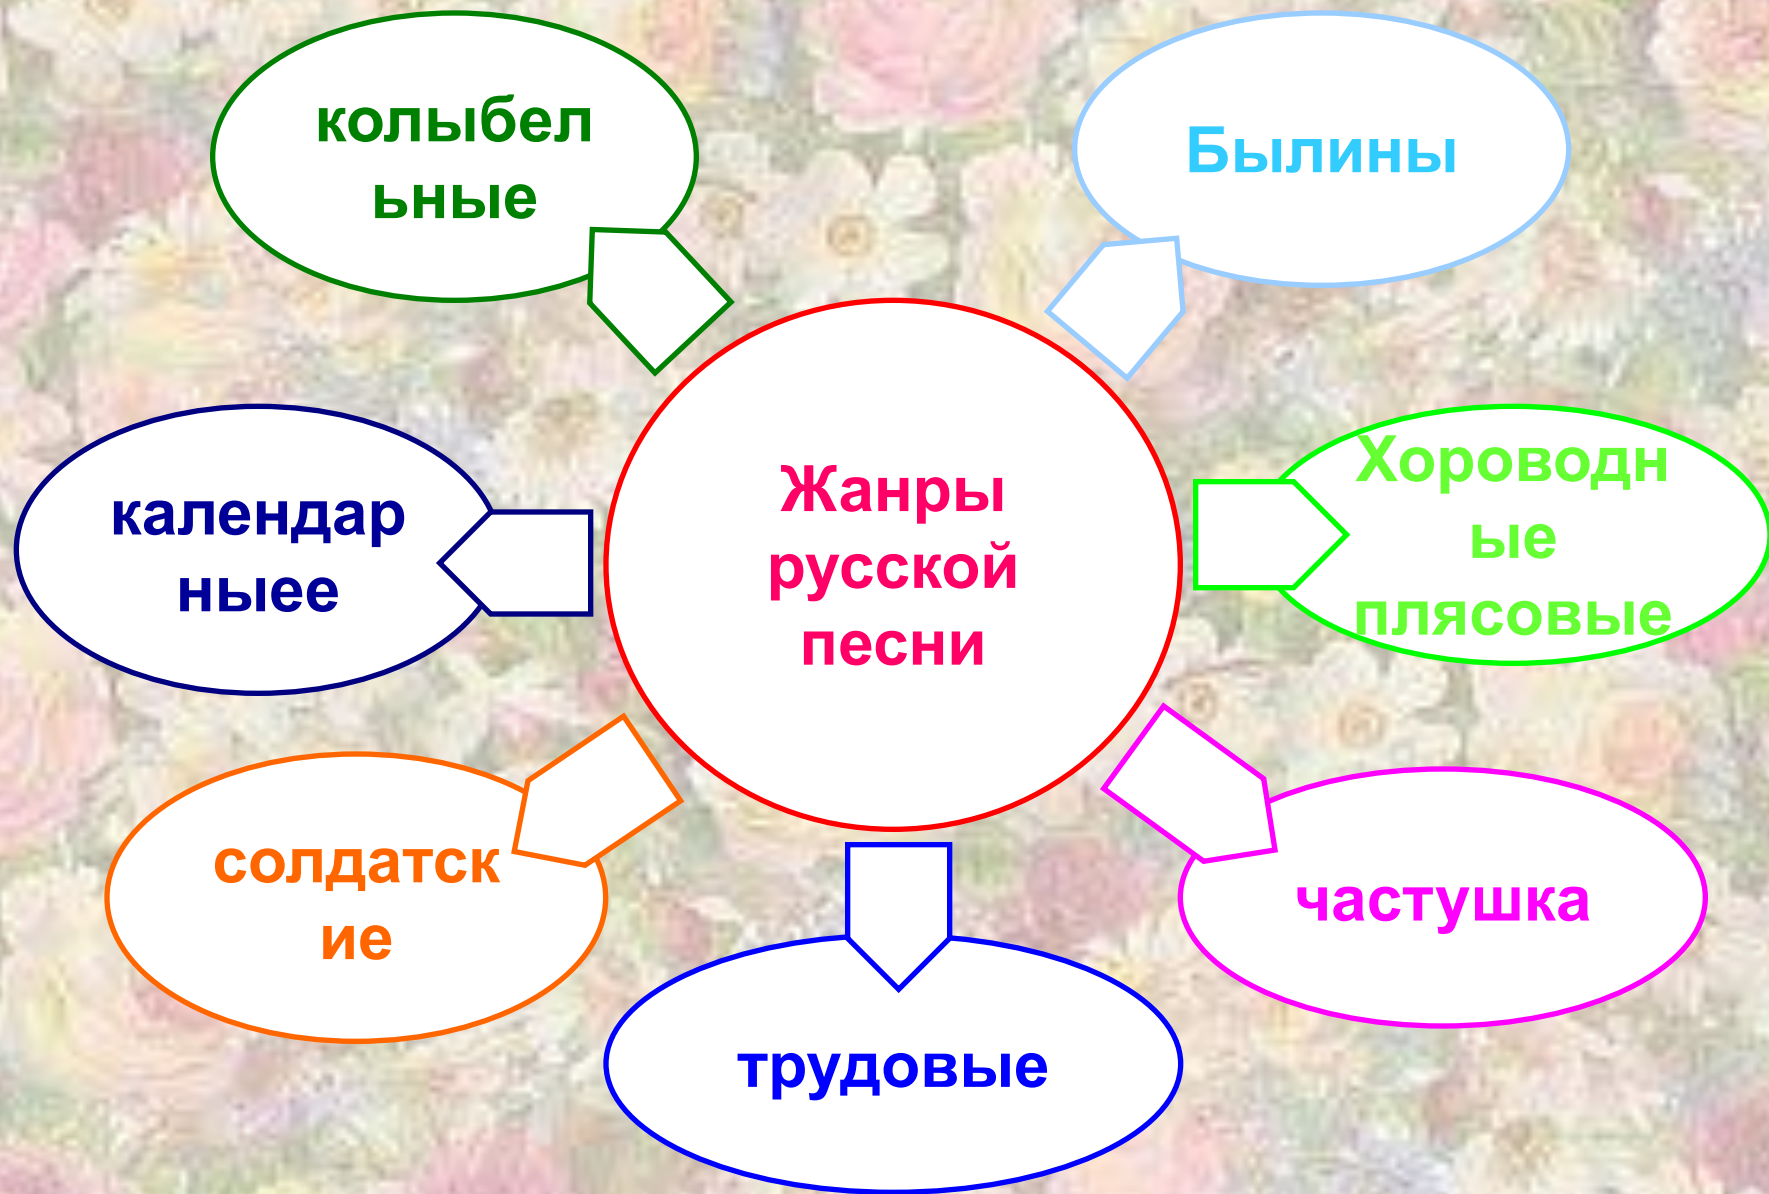 колыбел
ьные
Былины
Жанры
русской
песни
Хороводн
ые
плясовые
календар
ныее
солдатск
ие
частушка
трудовые